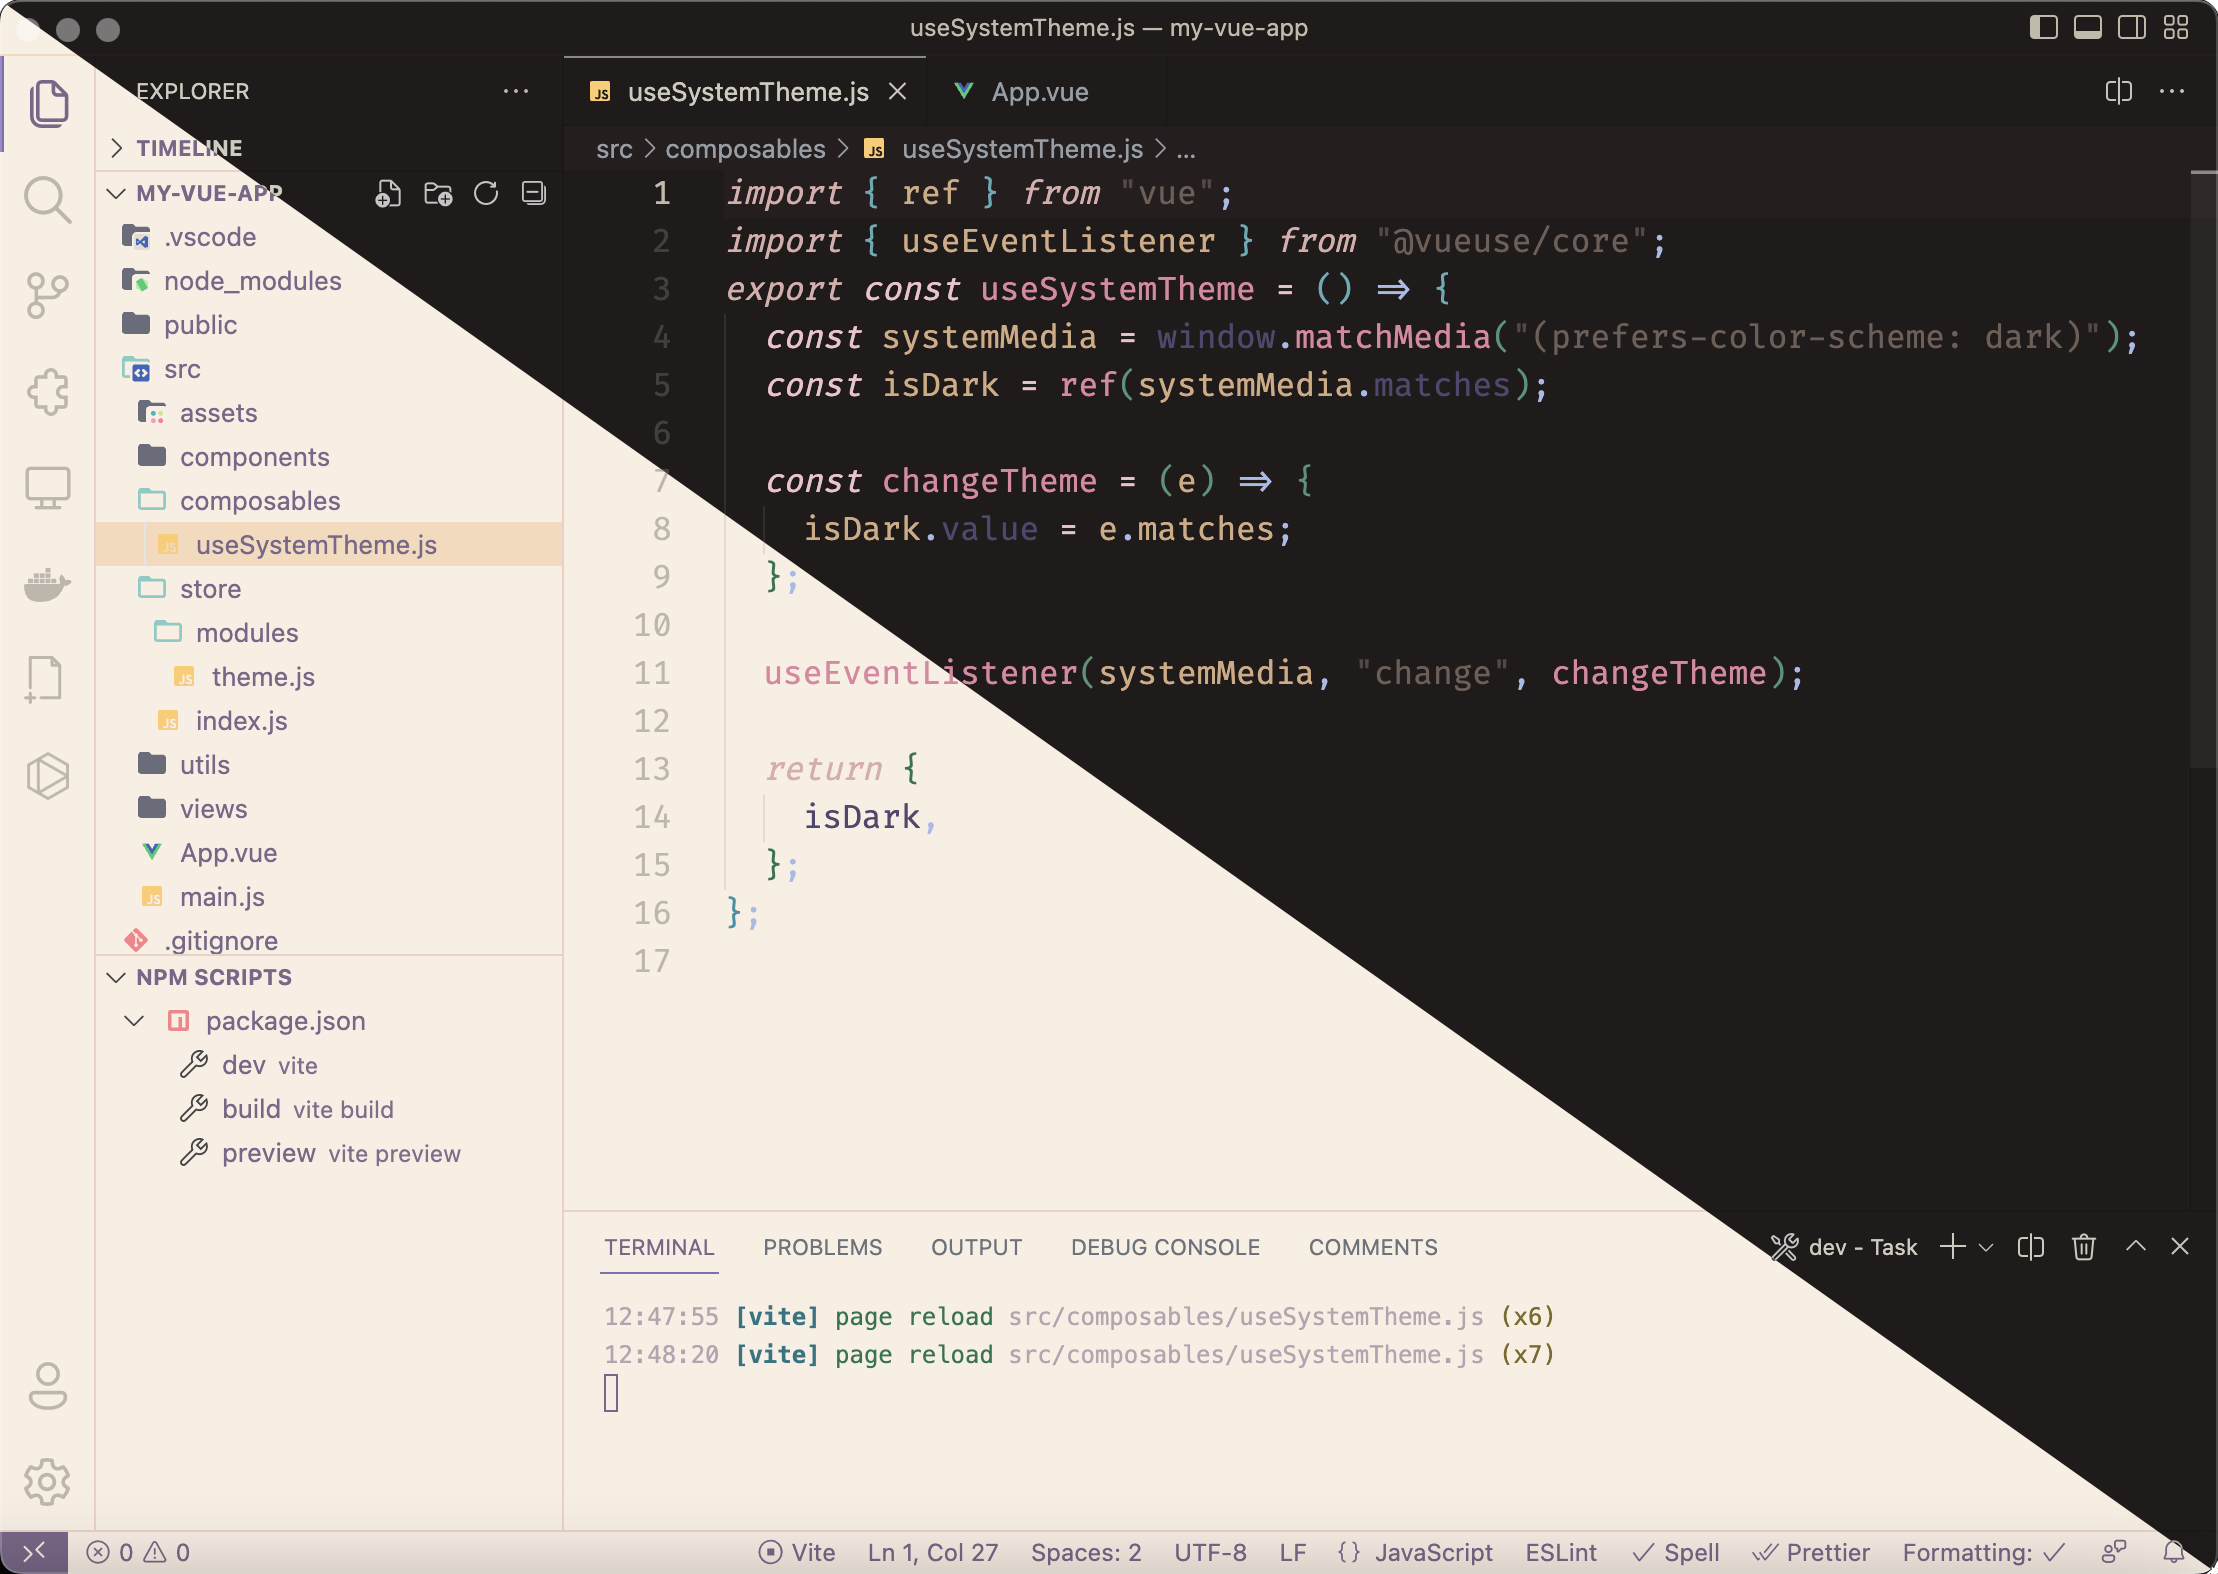 useSystemTheme.js — my-vue-app
EXPLORER
TIMELINE
MY-VUE-APP
.vscode
node_modules
public
src
assets
components
composables
useSystemTheme.js
store
modules
theme.js
index.js
utils
views
App.vue
main.js
.gitignore
NPM SCRIPTS
package.json
dev vite
build vite build
preview vite preview
useSystemTheme.js
App.vue
src > composables > JS useSystemTheme.js > ...
1 import { ref } from "vue";
2 import { useEventListener } from "@vueuse/core";
3 export const useSystemTheme = () => {
4 const systemMedia = window.matchMedia("(prefers-color-scheme: dark)");
5 const isDark = ref(systemMedia.matches);
6
7 const changeTheme = (e) => {
8 isDark.value = e.matches;
9 };
10
11 useEventListener(systemMedia, "change", changeTheme);
12
13 return {
14 isDark,
15 };
16 };
17
TERMINAL PROBLEMS OUTPUT DEBUG CONSOLE COMMENTS dev - Task
12:47:55 [vite] page reload src/composables/useSystemTheme.js (x6)
12:48:20 [vite] page reload src/composables/useSystemTheme.js (x7)
0 0 Vite Ln 1, Col 27 Spaces: 2 UTF-8 LF {} JavaScript ESLint Spell Prettier Formatting: ✓